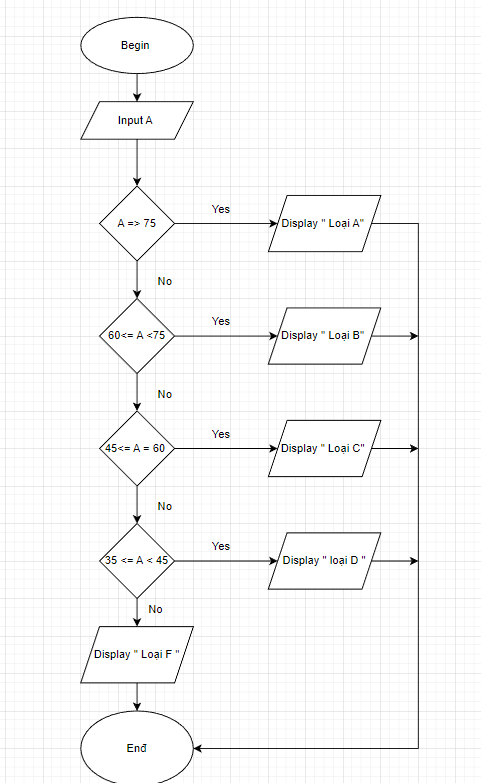 Begin
Input A
A => 75
Yes
Display " Loại A"
No
60<= A <75
Yes
Display " Loại B"
No
45<= A = 60
Yes
Display " Loại C"
No
35 <= A < 45
Yes
Display " loại D "
No
Display " Loại F "
Enđ